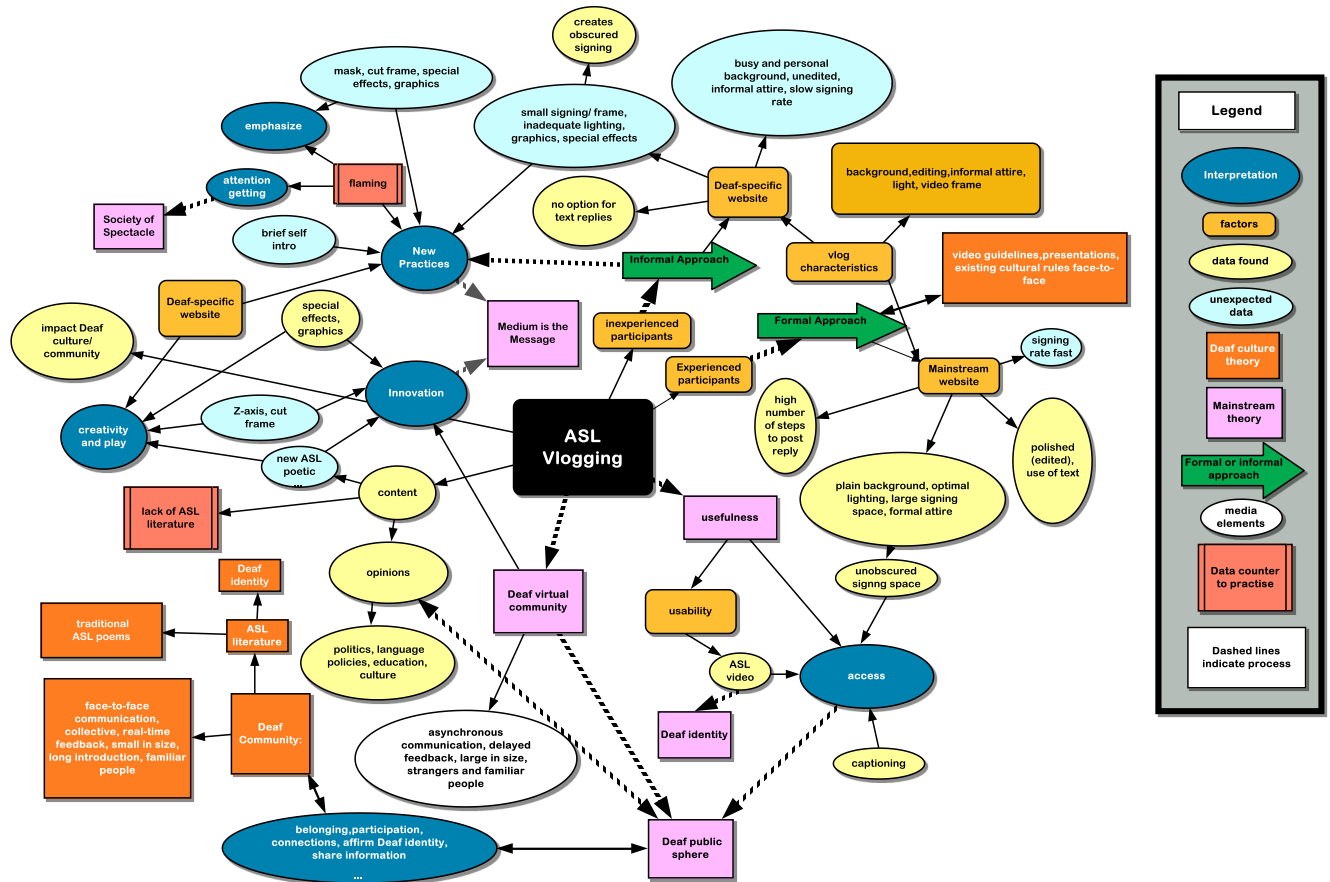 creates
obscured
signing
mask, cut frame, special
effects, graphics
busy and personal
background, unedited,
informal attire, slow signing
rate
emphasize
small signing/ frame,
inadequate lighting,
graphics, special effects
attention
getting
flaming
Deaf-specific
website
background,editing,informal attire,
light, video frame
Society of
Spectacle
no option for
text replies
brief self
intro
New
Practices
Informal Approach
vlog
characteristics
video guidelines,presentations,
existing cultural rules face-to-
face
Deaf-specific
website
special
effects,
graphics
Medium is the
Message
inexperienced
participants
Formal Approach
impact Deaf
culture/
community
signing
rate fast
Experienced
participants
Mainstream
website
Innovation
Z-axis, cut
frame
creativity
and play
ASL
Vlogging
high
number of
steps to
post
reply
polished
(edited),
use of text
new ASL
poetic
...
content
plain background, optimal
lighting, large signing
space, formal attire
lack of ASL
literature
usefulness
opinions
unobscured
signng space
Deaf
identity
Deaf virtual
community
usability
traditional
ASL poems
ASL
literature
politics, language
policies, education,
culture
ASL
video
access
face-to-face
communication,
collective, real-time
feedback, small in size,
long introduction, familiar
people
Deaf
Community:
Deaf identity
asynchronous
communication, delayed
feedback, large in size,
strangers and familiar
people
captioning
belonging,participation,
connections, affirm Deaf identity,
share information
...
Deaf public
sphere
Legend
Interpretation
factors
data found
unexpected
data
Deaf culture
theory
Mainstream
theory
Formal or informal
approach
media
elements
Data counter
to practise
Dashed lines
indicate process